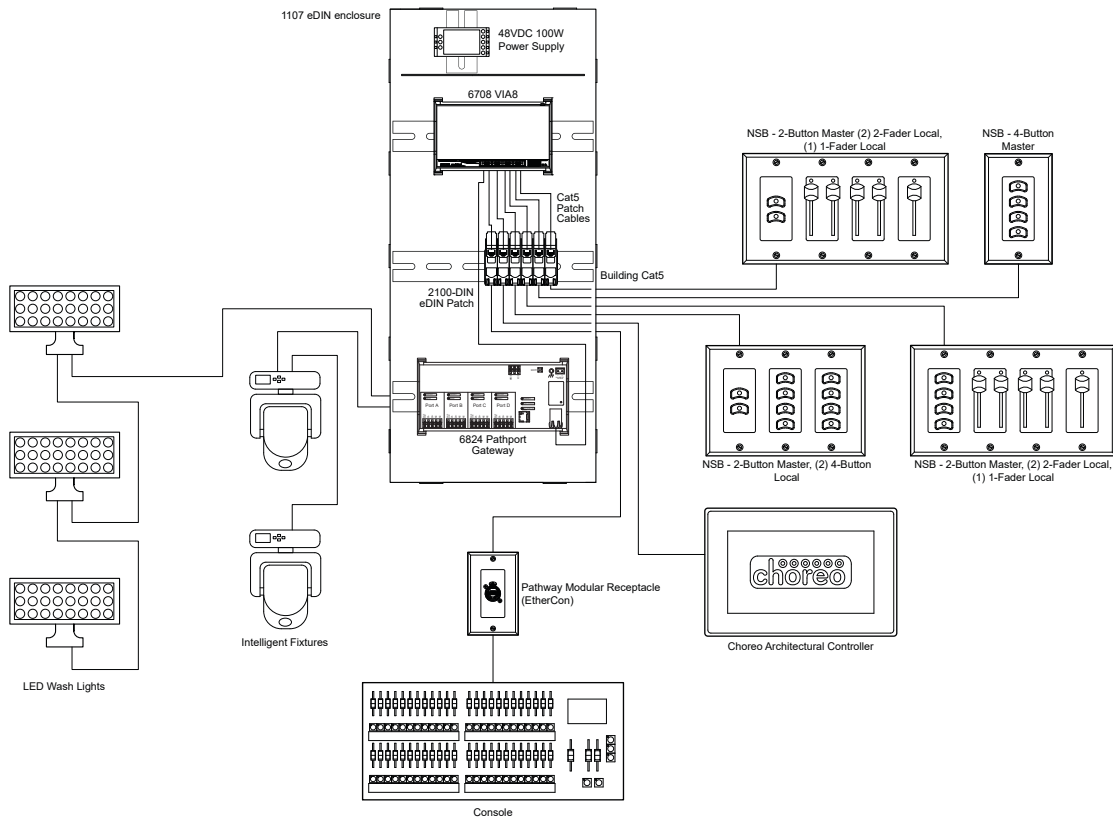 1107 eDIN enclosure
48VDC 100W
Power Supply
6708 VIA8
NSB - 2-Button Master (2) 2-Fader Local,
(1) 1-Fader Local
NSB - 4-Button
Master
Cat5
Patch
Cables
Building Cat5
2100-DIN
eDIN Patch
Port A
Port B
Port C
Port D
6824 Pathport
Gateway
NSB - 2-Button Master, (2) 4-Button
Local
NSB - 2-Button Master, (2) 2-Fader Local,
(1) 1-Fader Local
choreo
Pathway Modular Receptacle
(EtherCon)
Intelligent Fixtures
Choreo Architectural Controller
LED Wash Lights
Console